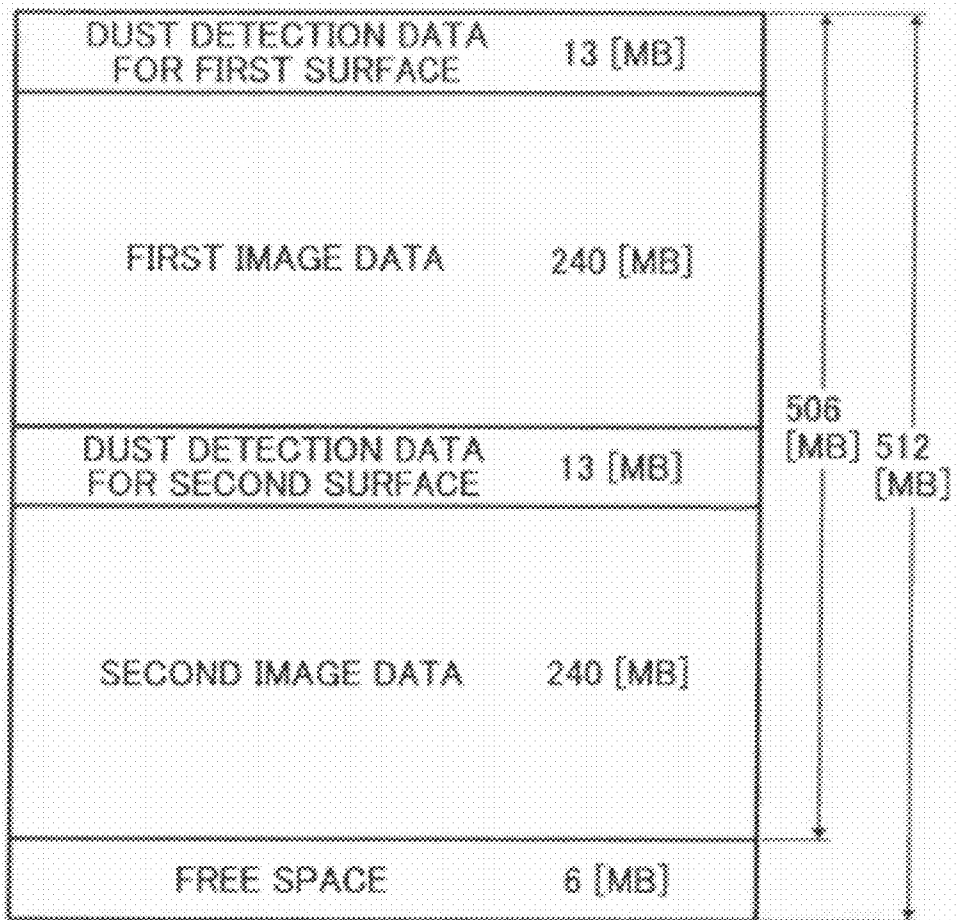 DUST DETECTION DATA
FOR FIRST SURFACE 13 [MB]
FIRST IMAGE DATA 240 [MB]
DUST DETECTION DATA
FOR SECOND SURFACE 13 [MB]
SECOND IMAGE DATA 240 [MB]
FREE SPACE 6 [MB]
506
[MB]
512
[MB]